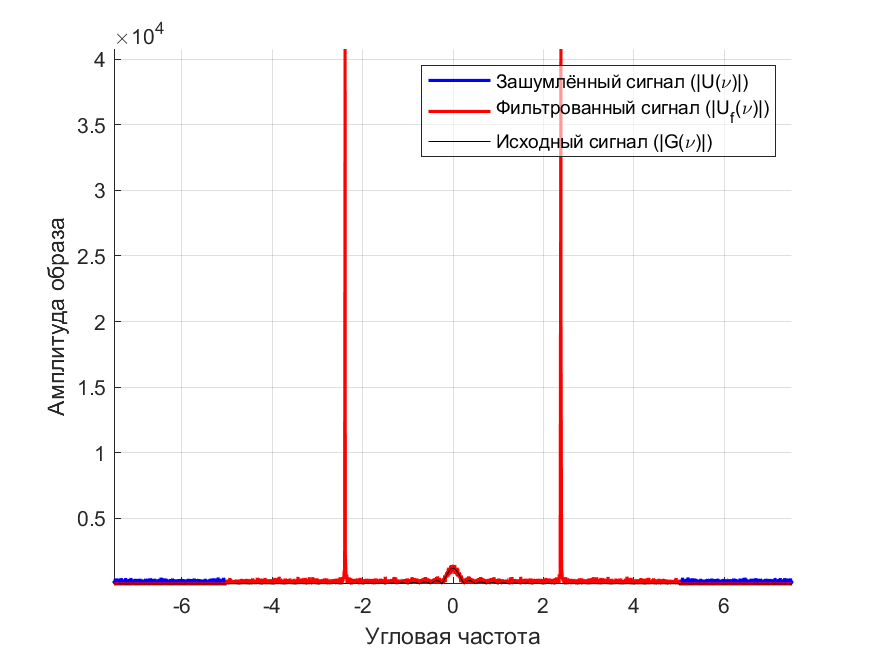 ×10⁴
4
3.5
3
2.5
2
1.5
1
0.5
Амплитуда образа
Зашумлённый сигнал (|U(ν)|)
Фильтрованный сигнал (|U_f(ν)|)
Исходный сигнал (|G(ν)|)
-6 -4 -2 0 2 4 6
Угловая частота